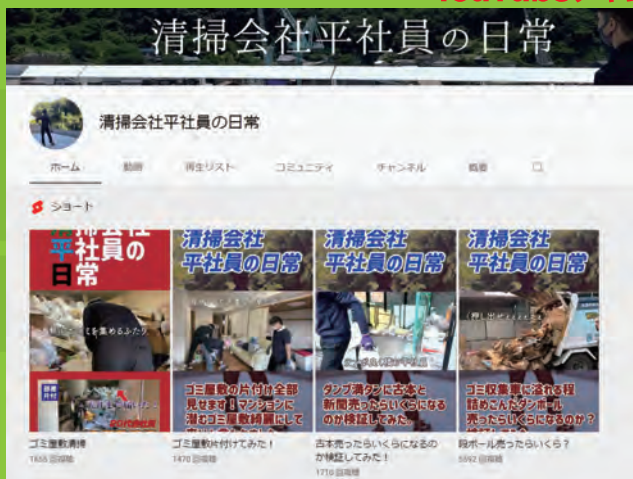 清掃会社平社員の日常
清掃会社平社員の日常
ホーム 動画 再生リスト コミュニティ チャンネル 概要
ショート
平社員の
日常
ゴミを集めるふたり
ゴミ屋敷清掃
清掃会社
平社員の日常
ゴミ屋敷の片付け全部
見せます!マンションに
潜むゴミ屋敷綺麗にして
ゴミ屋敷片付けてみた!
1470 回視聴
清掃会社
平社員の日常
ダンプ満タンに古本と
新聞売ったらいくらになる
のか検証してみた。
古本売ったらいくらになるの
か検証してみた!
1710 回視聴
清掃会社
平社員の日常
ゴミ収集車に溢れる程
詰めこんたダンボール
売ったらいくらになるのか?
段ボール売ったらいくら?
5592 回視聴